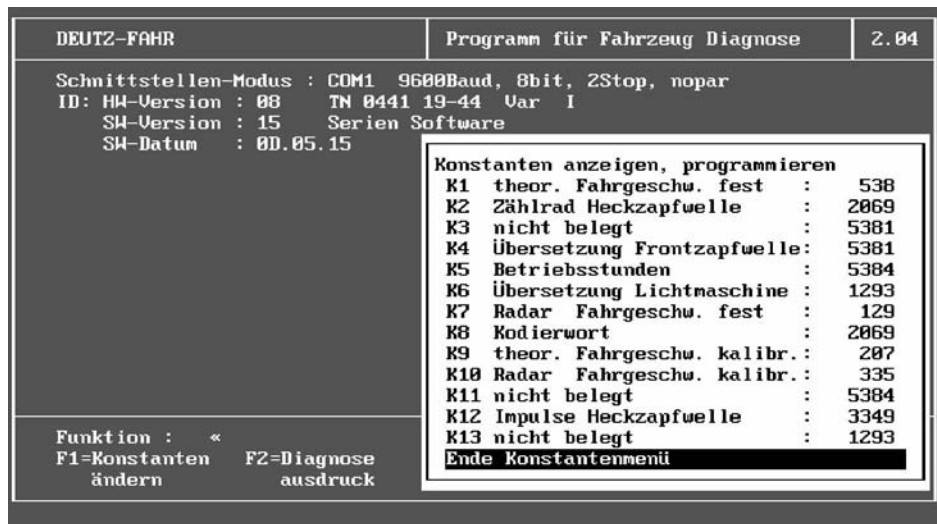 DEUTZ-FAHR Programm für Fahrzeug Diagnose 2.04
Schnittstellen-Modus : COM1 9600Baud, 8bit, 2Stop, nopar
ID: HW-Version : 08 TN 0441 19-44 Var I
SW-Version : 15 Serien Software
SW-Datum : 0D.05.15
Konstanten anzeigen, programmieren
K1 theor. Fahrgeschw. fest : 538
K2 Zählrad Heckzapfwelle : 2069
K3 nicht belegt : 5381
K4 Übersetzung Frontzapfwelle: 5381
K5 Betriebsstunden : 5384
K6 Übersetzung Lichtmaschine : 1293
K7 Radar Fahrgeschw. fest : 129
K8 Kodierwort : 2069
K9 theor. Fahrgeschw. kalibr.: 207
K10 Radar Fahrgeschw. kalibr.: 335
K11 nicht belegt : 5384
K12 Impulse Heckzapfwelle : 3349
K13 nicht belegt : 1293
Ende Konstantenmenü
Funktion : «
F1=Konstanten F2=Diagnose
ändern ausdruck